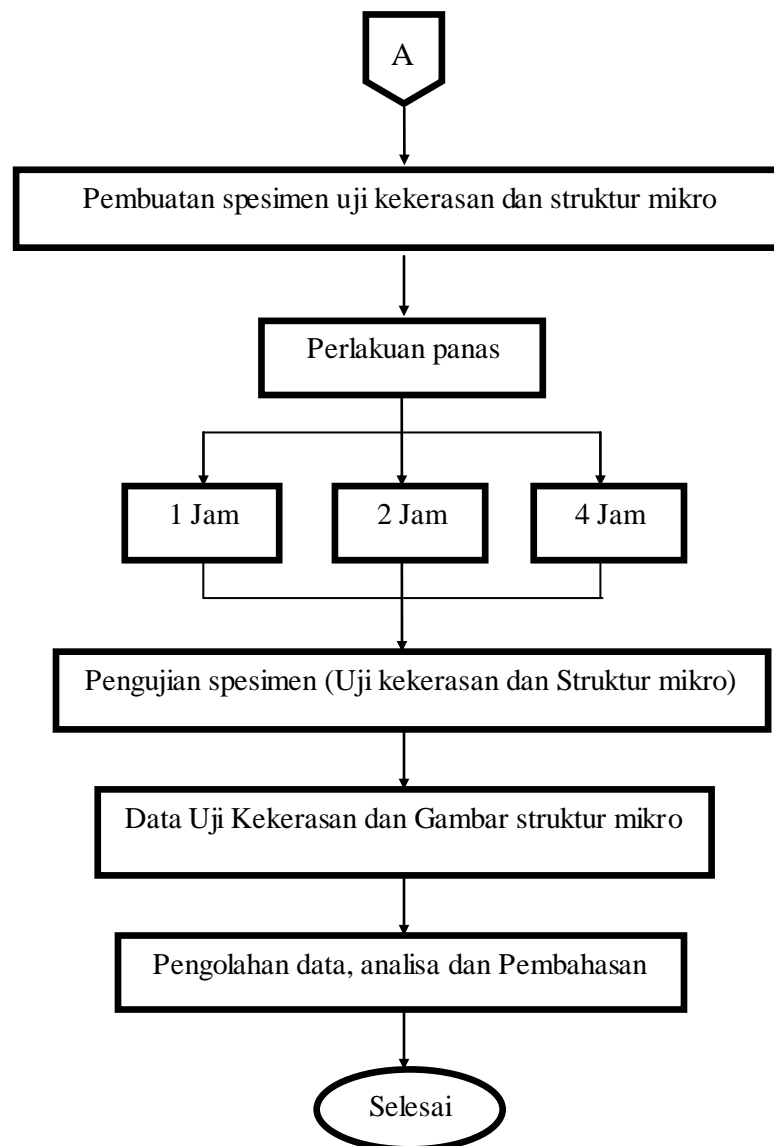 A
Pembuatan spesimen uji kekerasan dan struktur mikro
Perlakuan panas
1 Jam
2 Jam
4 Jam
Pengujian spesimen (Uji kekerasan dan Struktur mikro)
Data Uji Kekerasan dan Gambar struktur mikro
Pengolahan data, analisa dan Pembahasan
Selesai